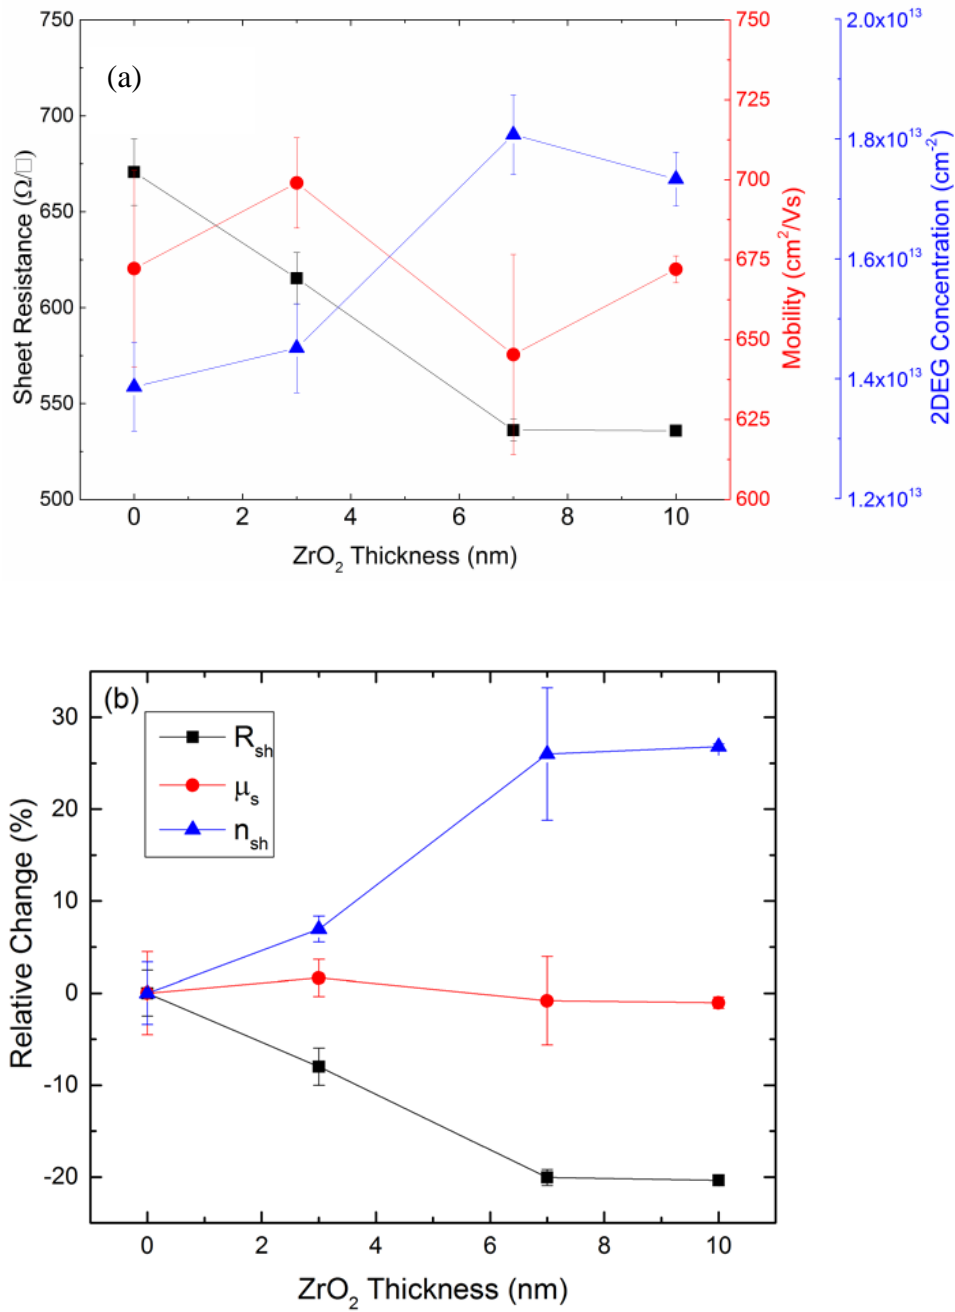 (a)
750
700
650
600
550
500
Sheet Resistance (Ω/□)
0
2
4
6
8
10
ZrO₂ Thickness (nm)
750
725
700
675
650
625
600
Mobility (cm²/Vs)
2.0x10¹³
1.8x10¹³
1.6x10¹³
1.4x10¹³
1.2x10¹³
2DEG Concentration (cm⁻²)
(b)
R_sh
μ_s
n_sh
30
20
10
0
-10
-20
Relative Change (%)
0
2
4
6
8
10
ZrO₂ Thickness (nm)